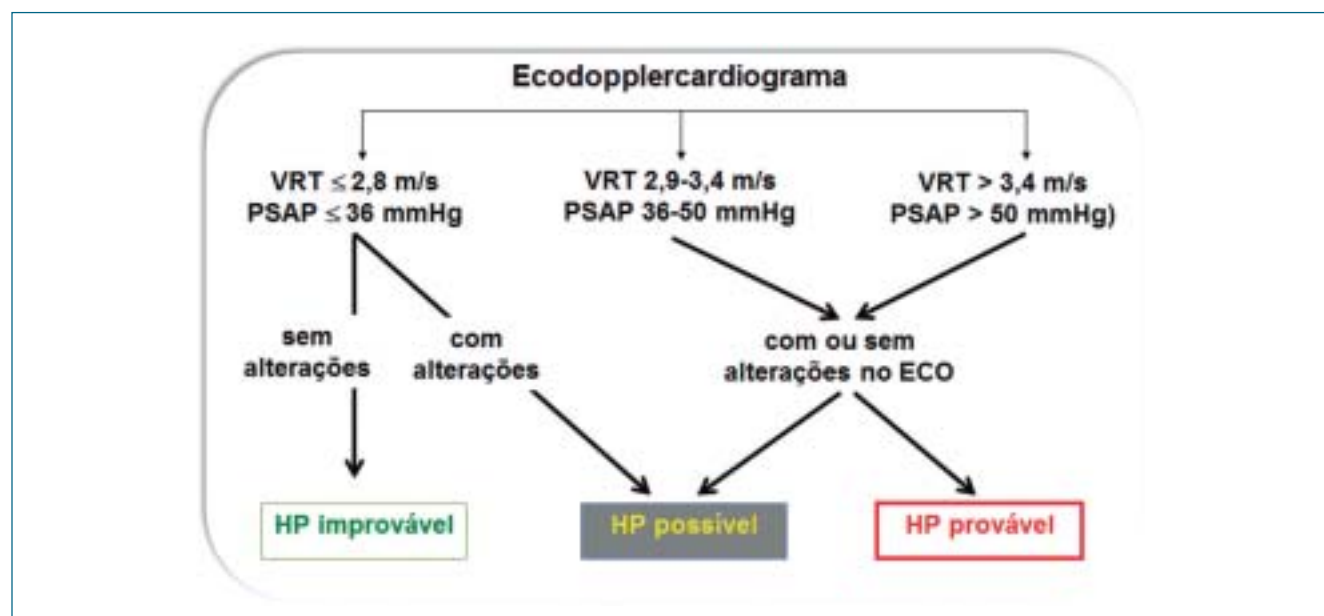 Ecodopplercardiograma
VRT ≤ 2,8 m/s
PSAP ≤ 36 mmHg
VRT 2,9-3,4 m/s
PSAP 36-50 mmHg
VRT > 3,4 m/s
PSAP > 50 mmHg)
sem
alterações
com
alterações
com ou sem
alterações no ECO
HP improvável
HP possível
HP provável